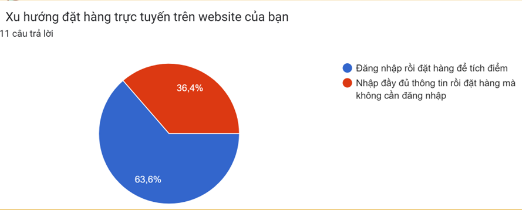 Xu hướng đặt hàng trực tuyến trên website của bạn
11 câu trả lời
Đăng nhập rồi đặt hàng để tích điểm
Nhập đầy đủ thông tin rồi đặt hàng mà
không cần đăng nhập
36,4%
63,6%